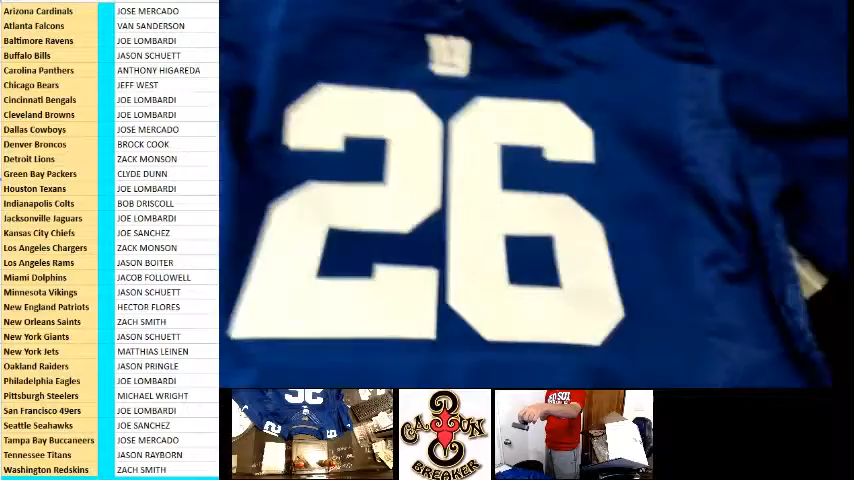 Arizona Cardinals JOSE MERCADO
Atlanta Falcons VAN SANDERSON
Baltimore Ravens JOE LOMBARDI
Buffalo Bills JASON SCHUETT
Carolina Panthers ANTHONY HIGAREDA
Chicago Bears JEFF WEST
Cincinnati Bengals JOE LOMBARDI
Cleveland Browns JOE LOMBARDI
Dallas Cowboys JOSE MERCADO
Denver Broncos BROCK COOK
Detroit Lions ZACK MONSON
Green Bay Packers CLYDE DUNN
Houston Texans JOE LOMBARDI
Indianapolis Colts BOB DRISCOLL
Jacksonville Jaguars JOE LOMBARDI
Kansas City Chiefs JOE SANCHEZ
Los Angeles Chargers ZACK MONSON
Los Angeles Rams JASON BOITER
Miami Dolphins JACOB FOLLOWELL
Minnesota Vikings JASON SCHUETT
New England Patriots HECTOR FLORES
New Orleans Saints ZACH SMITH
New York Giants JASON SCHUETT
New York Jets MATTHIAS LEINEN
Oakland Raiders JASON PRINGLE
Philadelphia Eagles JOE LOMBARDI
Pittsburgh Steelers MICHAEL WRIGHT
San Francisco 49ers JOE LOMBARDI
Seattle Seahawks JOE SANCHEZ
Tampa Bay Buccaneers JOSE MERCADO
Tennessee Titans JASON RAYBORN
Washington Redskins ZACH SMITH
26
CAJUN
BREAKER